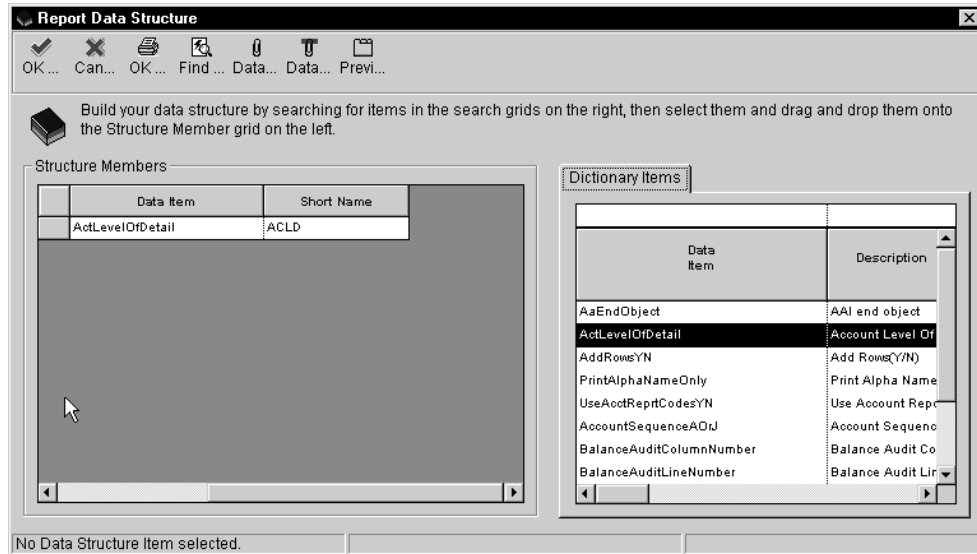 Report Data Structure
OK ... Can... OK ... Find ... Data... Data... Previ...
Build your data structure by searching for items in the search grids on the right, then select them and drag and drop them onto
the Structure Member grid on the left.
Structure Members
Data Item Short Name
ActLevelOfDetail ACLD
Dictionary Items
Data
Item
Description
AaEndObject AAI end object
ActLevelOfDetail Account Level Of
AddRowsYN Add Rows(Y/N)
PrintAlphaNameOnly Print Alpha Name
UseAcctReprtCodesYN Use Account Repo
AccountSequenceAOrJ Account Sequenc
BalanceAuditColumnNumber Balance Audit Co
BalanceAuditLineNumber Balance Audit Lin
No Data Structure Item selected.